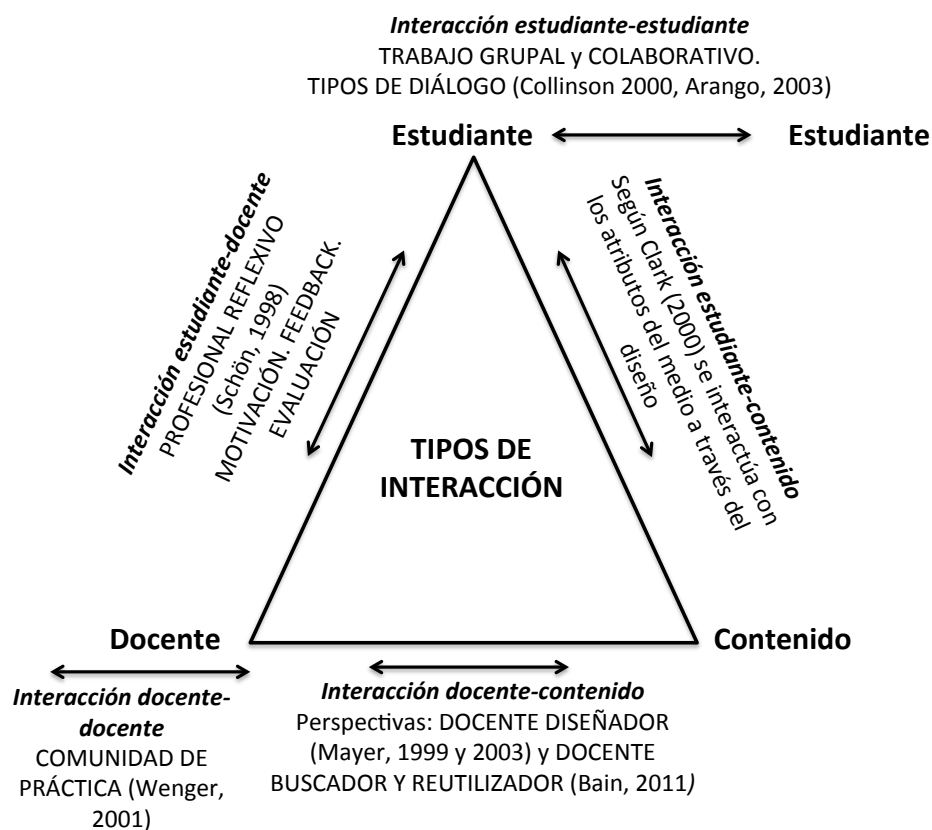 Interacción estudiante-estudiante
TRABAJO GRUPAL y COLABORATIVO.
TIPOS DE DIÁLOGO (Collinson 2000, Arango, 2003)
Estudiante
Estudiante
Interacción estudiante-docente
PROFESIONAL REFLEXIVO
(Schön, 1998)
MOTIVACIÓN. FEEDBACK.
EVALUACIÓN
Interacción estudiante-contenido
Según Clark (2000) se interactúa con
los atributos del medio a través del
diseño
TIPOS DE
INTERACCIÓN
Docente
Contenido
Interacción docente-
docente
COMUNIDAD DE
PRÁCTICA (Wenger,
2001)
Interacción docente-contenido
Perspectivas: DOCENTE DISEÑADOR
(Mayer, 1999 y 2003) y DOCENTE
BUSCADOR Y REUTILIZADOR (Bain, 2011)